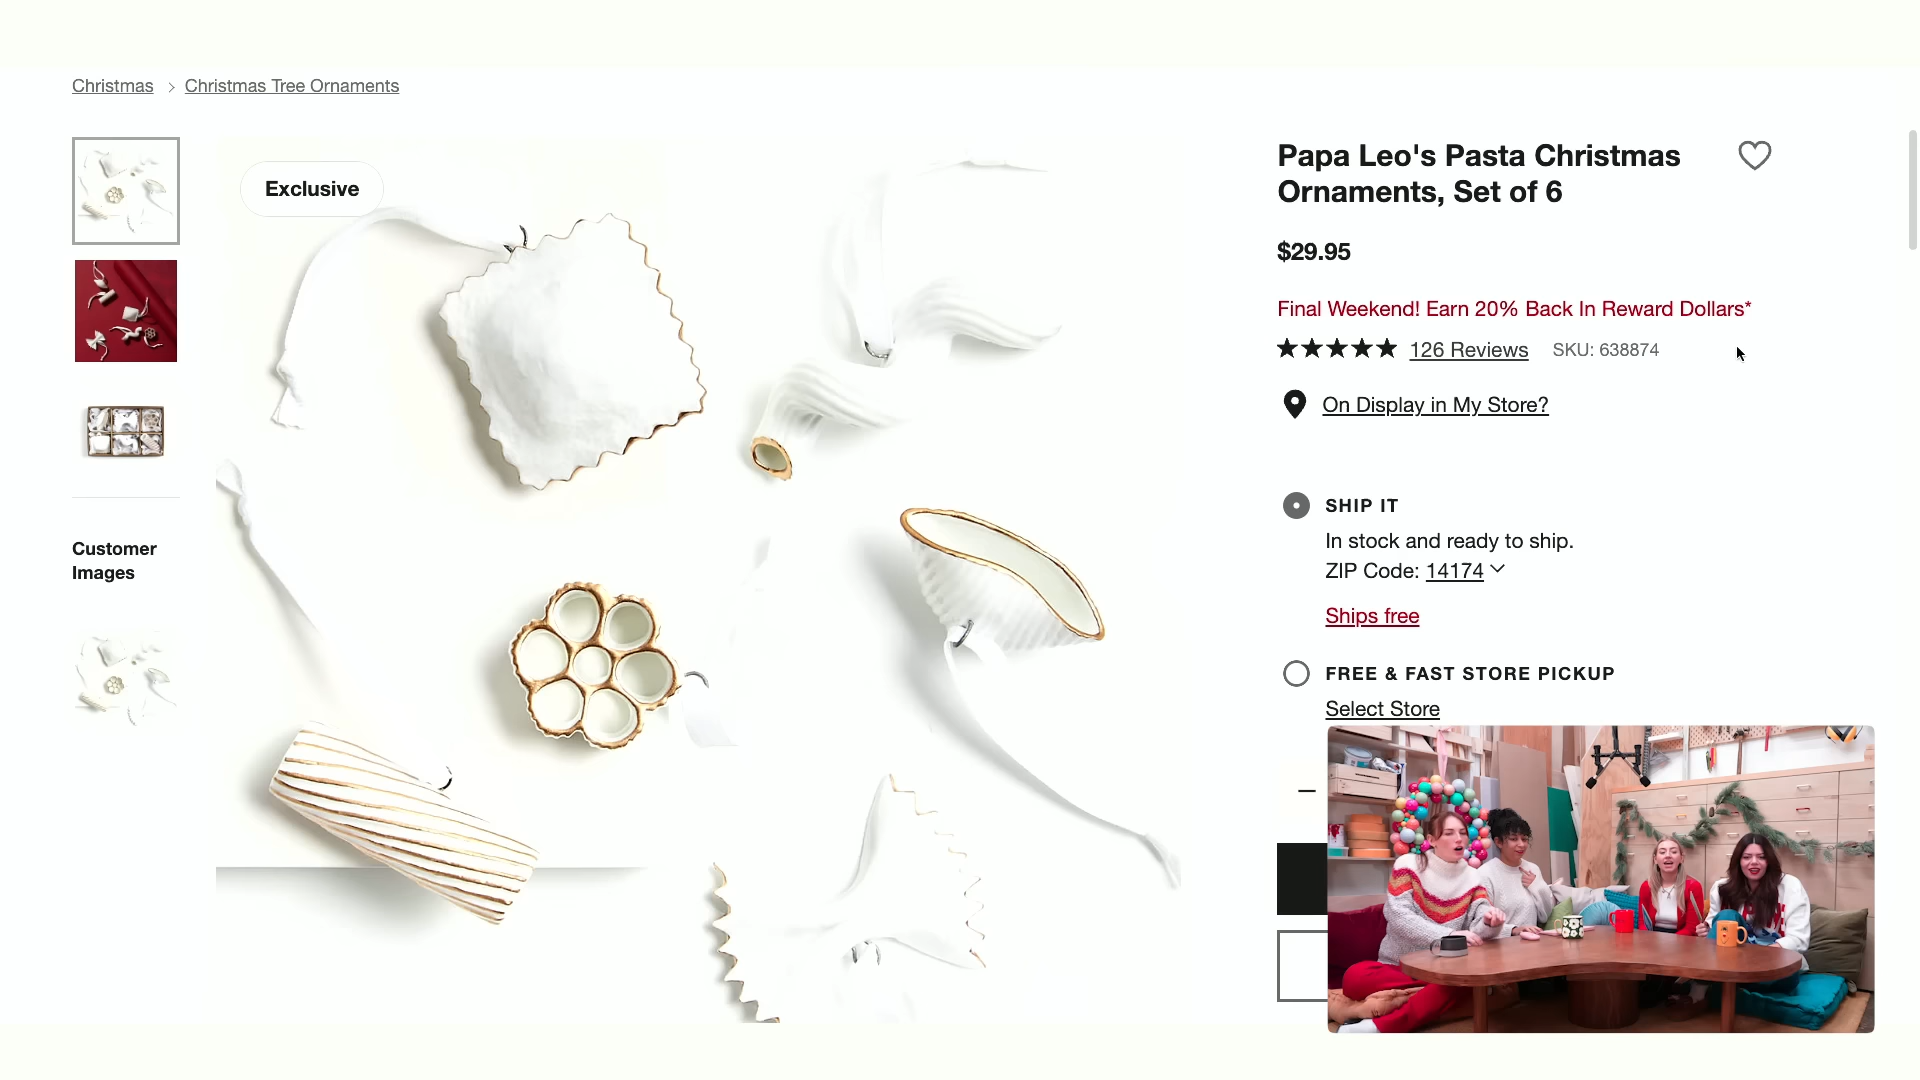 Christmas > Christmas Tree Ornaments
Exclusive
Customer
Images
Papa Leo's Pasta Christmas
Ornaments, Set of 6
$29.95
Final Weekend! Earn 20% Back In Reward Dollars*
126 Reviews SKU: 638874
On Display in My Store?
SHIP IT
In stock and ready to ship.
ZIP Code: 14174
Ships free
FREE & FAST STORE PICKUP
Select Store